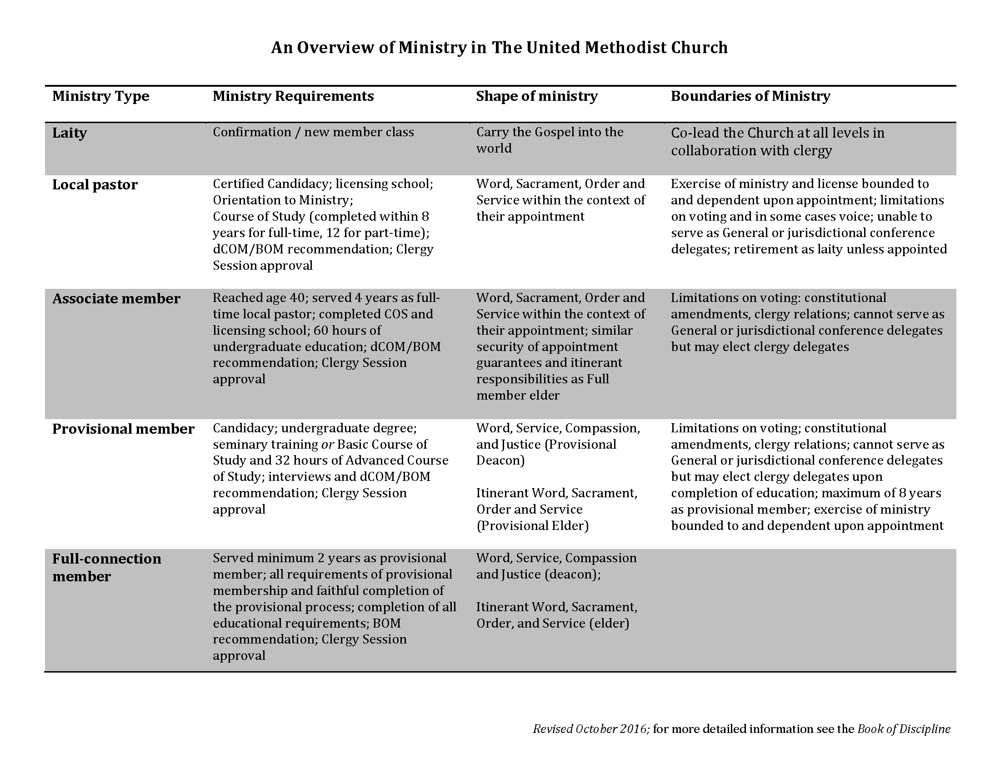 An Overview of Ministry in The United Methodist Church
Ministry Type
Ministry Requirements
Shape of ministry
Boundaries of Ministry
Laity
Confirmation / new member class
Carry the Gospel into the
world
Co-lead the Church at all levels in
collaboration with clergy
Local pastor
Certified Candidacy; licensing school;
Orientation to Ministry;
Course of Study (completed within 8
years for full-time, 12 for part-time);
dCOM/BOM recommendation; Clergy
Session approval
Word, Sacrament, Order and
Service within the context of
their appointment
Exercise of ministry and license bounded to
and dependent upon appointment; limitations
on voting and in some cases voice; unable to
serve as General or jurisdictional conference
delegates; retirement as laity unless appointed
Associate member
Reached age 40; served 4 years as full-
time local pastor; completed COS and
licensing school; 60 hours of
undergraduate education; dCOM/BOM
recommendation; Clergy Session
approval
Word, Sacrament, Order and
Service within the context of
their appointment; similar
security of appointment
guarantees and itinerant
responsibilities as Full
member elder
Limitations on voting: constitutional
amendments, clergy relations; cannot serve as
General or jurisdictional conference delegates
but may elect clergy delegates
Provisional member
Candidacy; undergraduate degree;
seminary training or Basic Course of
Study and 32 hours of Advanced Course
of Study; interviews and dCOM/BOM
recommendation; Clergy Session
approval
Word, Service, Compassion,
and Justice (Provisional
Deacon)
Itinerant Word, Sacrament,
Order and Service
(Provisional Elder)
Limitations on voting; constitutional
amendments, clergy relations; cannot serve as
General or jurisdictional conference delegates
but may elect clergy delegates upon
completion of education; maximum of 8 years
as provisional member; exercise of ministry
bounded to and dependent upon appointment
Full-connection
member
Served minimum 2 years as provisional
member; all requirements of provisional
membership and faithful completion of
the provisional process; completion of all
educational requirements; BOM
recommendation; Clergy Session
approval
Word, Service, Compassion
and Justice (deacon);
Itinerant Word, Sacrament,
Order, and Service (elder)
Revised October 2016; for more detailed information see the Book of Discipline